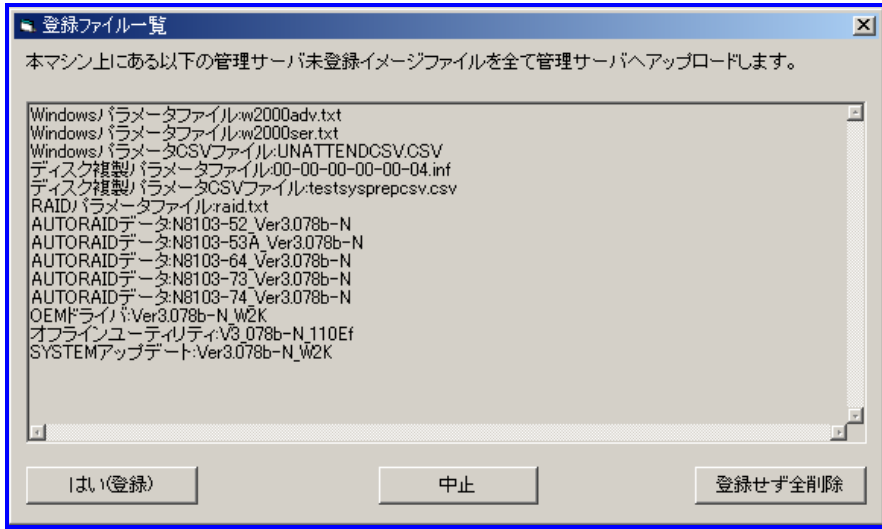 登録ファイル一覧
本マシン上にある以下の管理サーバ未登録イメージファイルを全て管理サーバへアップロードします。
Windowsパラメータファイル:w2000adv.txt
Windowsパラメータファイル:w2000ser.txt
WindowsパラメータCSVファイル:UNATTENDCSV.CSV
ディスク複製パラメータファイル:00-00-00-00-00-04.inf
ディスク複製パラメータCSVファイル:testsysprepcsv.csv
RAIDパラメータファイル:raid.txt
AUTORAIDデータ:N8103-52_Ver3.078b-N
AUTORAIDデータ:N8103-53A_Ver3.078b-N
AUTORAIDデータ:N8103-64_Ver3.078b-N
AUTORAIDデータ:N8103-73_Ver3.078b-N
AUTORAIDデータ:N8103-74_Ver3.078b-N
OEMドライバ:Ver3.078b-N_W2K
オフラインユーティリティ:V3_078b-N_110Ef
SYSTEMアップデート:Ver3.078b-N_W2K
はい(登録) 中止 登録せず全削除